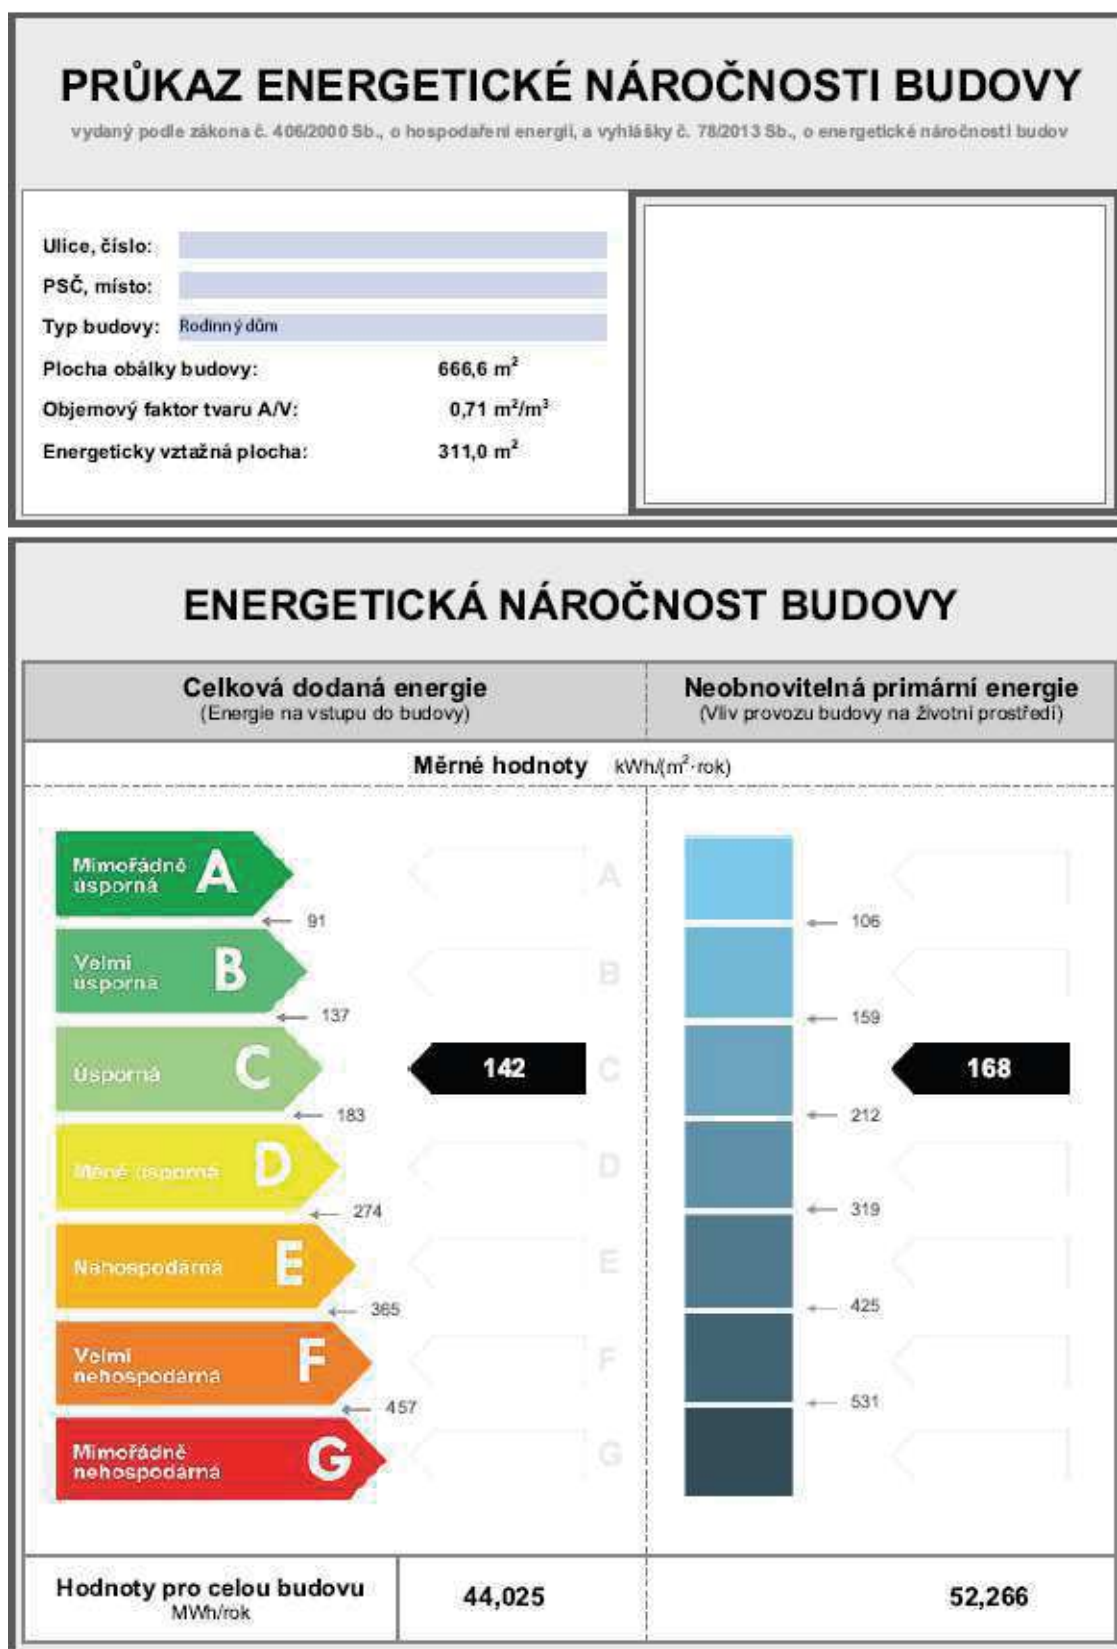 PRŮKAZ ENERGETICKÉ NÁROČNOSTI BUDOVY
vydaný podle zákona č. 406/2000 Sb., o hospodaření energií, a vyhlášky č. 78/2013 Sb., o energetické náročnosti budov
Ulice, číslo:
PSČ, místo:
Typ budovy: Rodinný dům
Plocha obálky budovy: 666,6 m²
Objemový faktor tvaru A/V: 0,71 m²/m³
Energeticky vztažná plocha: 311,0 m²
ENERGETICKÁ NÁROČNOST BUDOVY
Celková dodaná energie
(Energie na vstupu do budovy)
Neobnovitelná primární energie
(Vliv provozu budovy na životní prostředí)
Měrné hodnoty kWh/(m²·rok)
Mimořádně
úsporná
A
A
91
106
Velmi
úsporná
B
B
137
159
Úsporná
C
142
C
168
183
212
Méně úsporná
D
D
274
319
Nehospodárná
E
E
365
425
Velmi
nehospodárná
F
F
457
531
Mimořádně
nehospodárná
G
G
Hodnoty pro celou budovu
MWh/rok
44,025
52,266